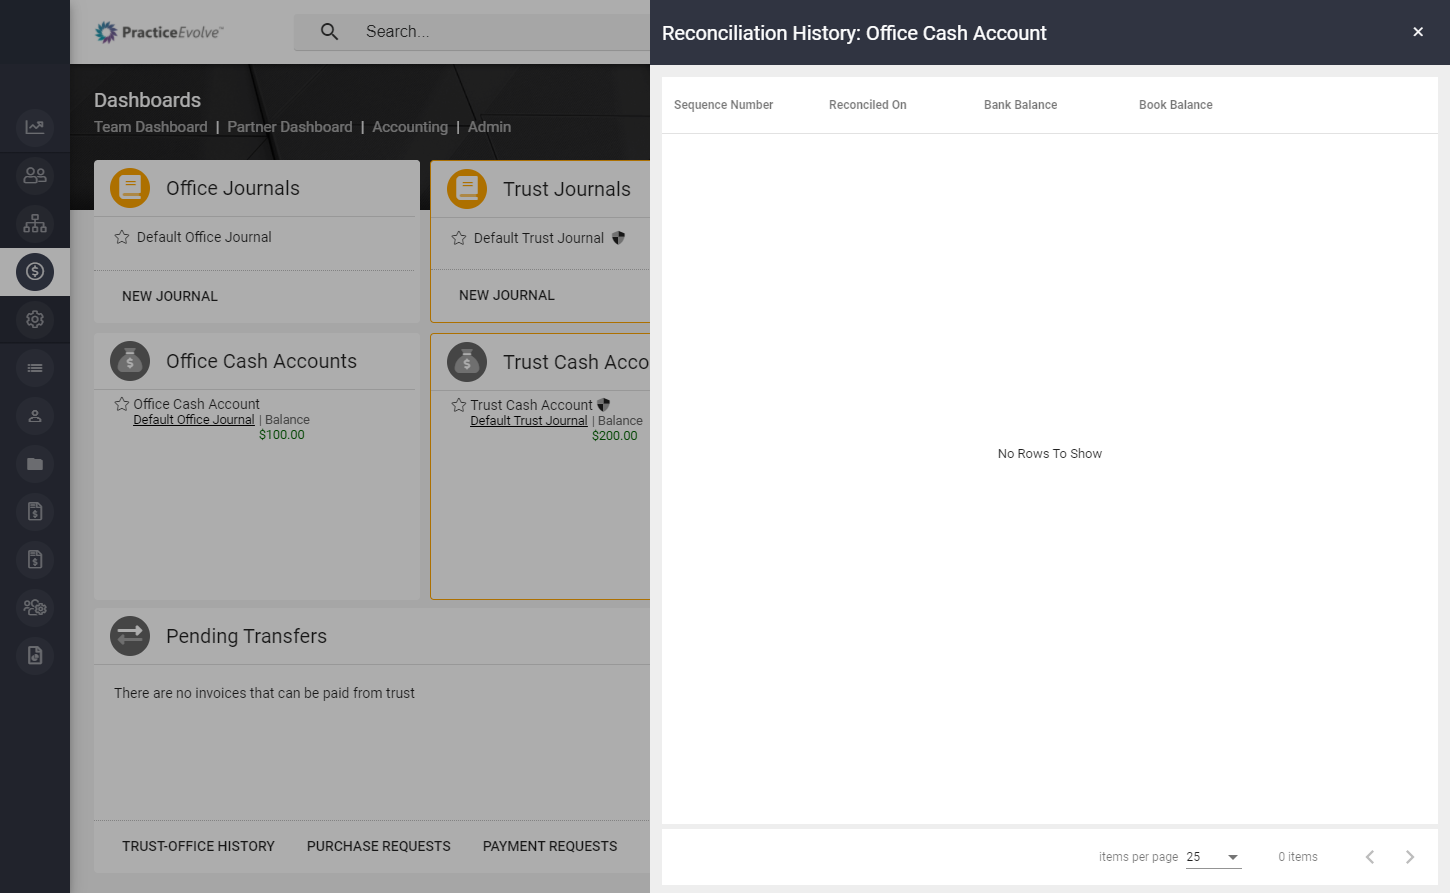 PracticeEvolve™
Search...
Dashboards
Team Dashboard | Partner Dashboard | Accounting | Admin
Office Journals
Default Office Journal
NEW JOURNAL
Trust Journals
Default Trust Journal
NEW JOURNAL
Office Cash Accounts
Office Cash Account
Default Office Journal | Balance
$100.00
Trust Cash Acco
Trust Cash Account
Default Trust Journal | Balance
$200.00
Pending Transfers
There are no invoices that can be paid from trust
TRUST-OFFICE HISTORY PURCHASE REQUESTS PAYMENT REQUESTS
Reconciliation History: Office Cash Account
Sequence Number Reconciled On Bank Balance Book Balance
No Rows To Show
items per page 25 0 items